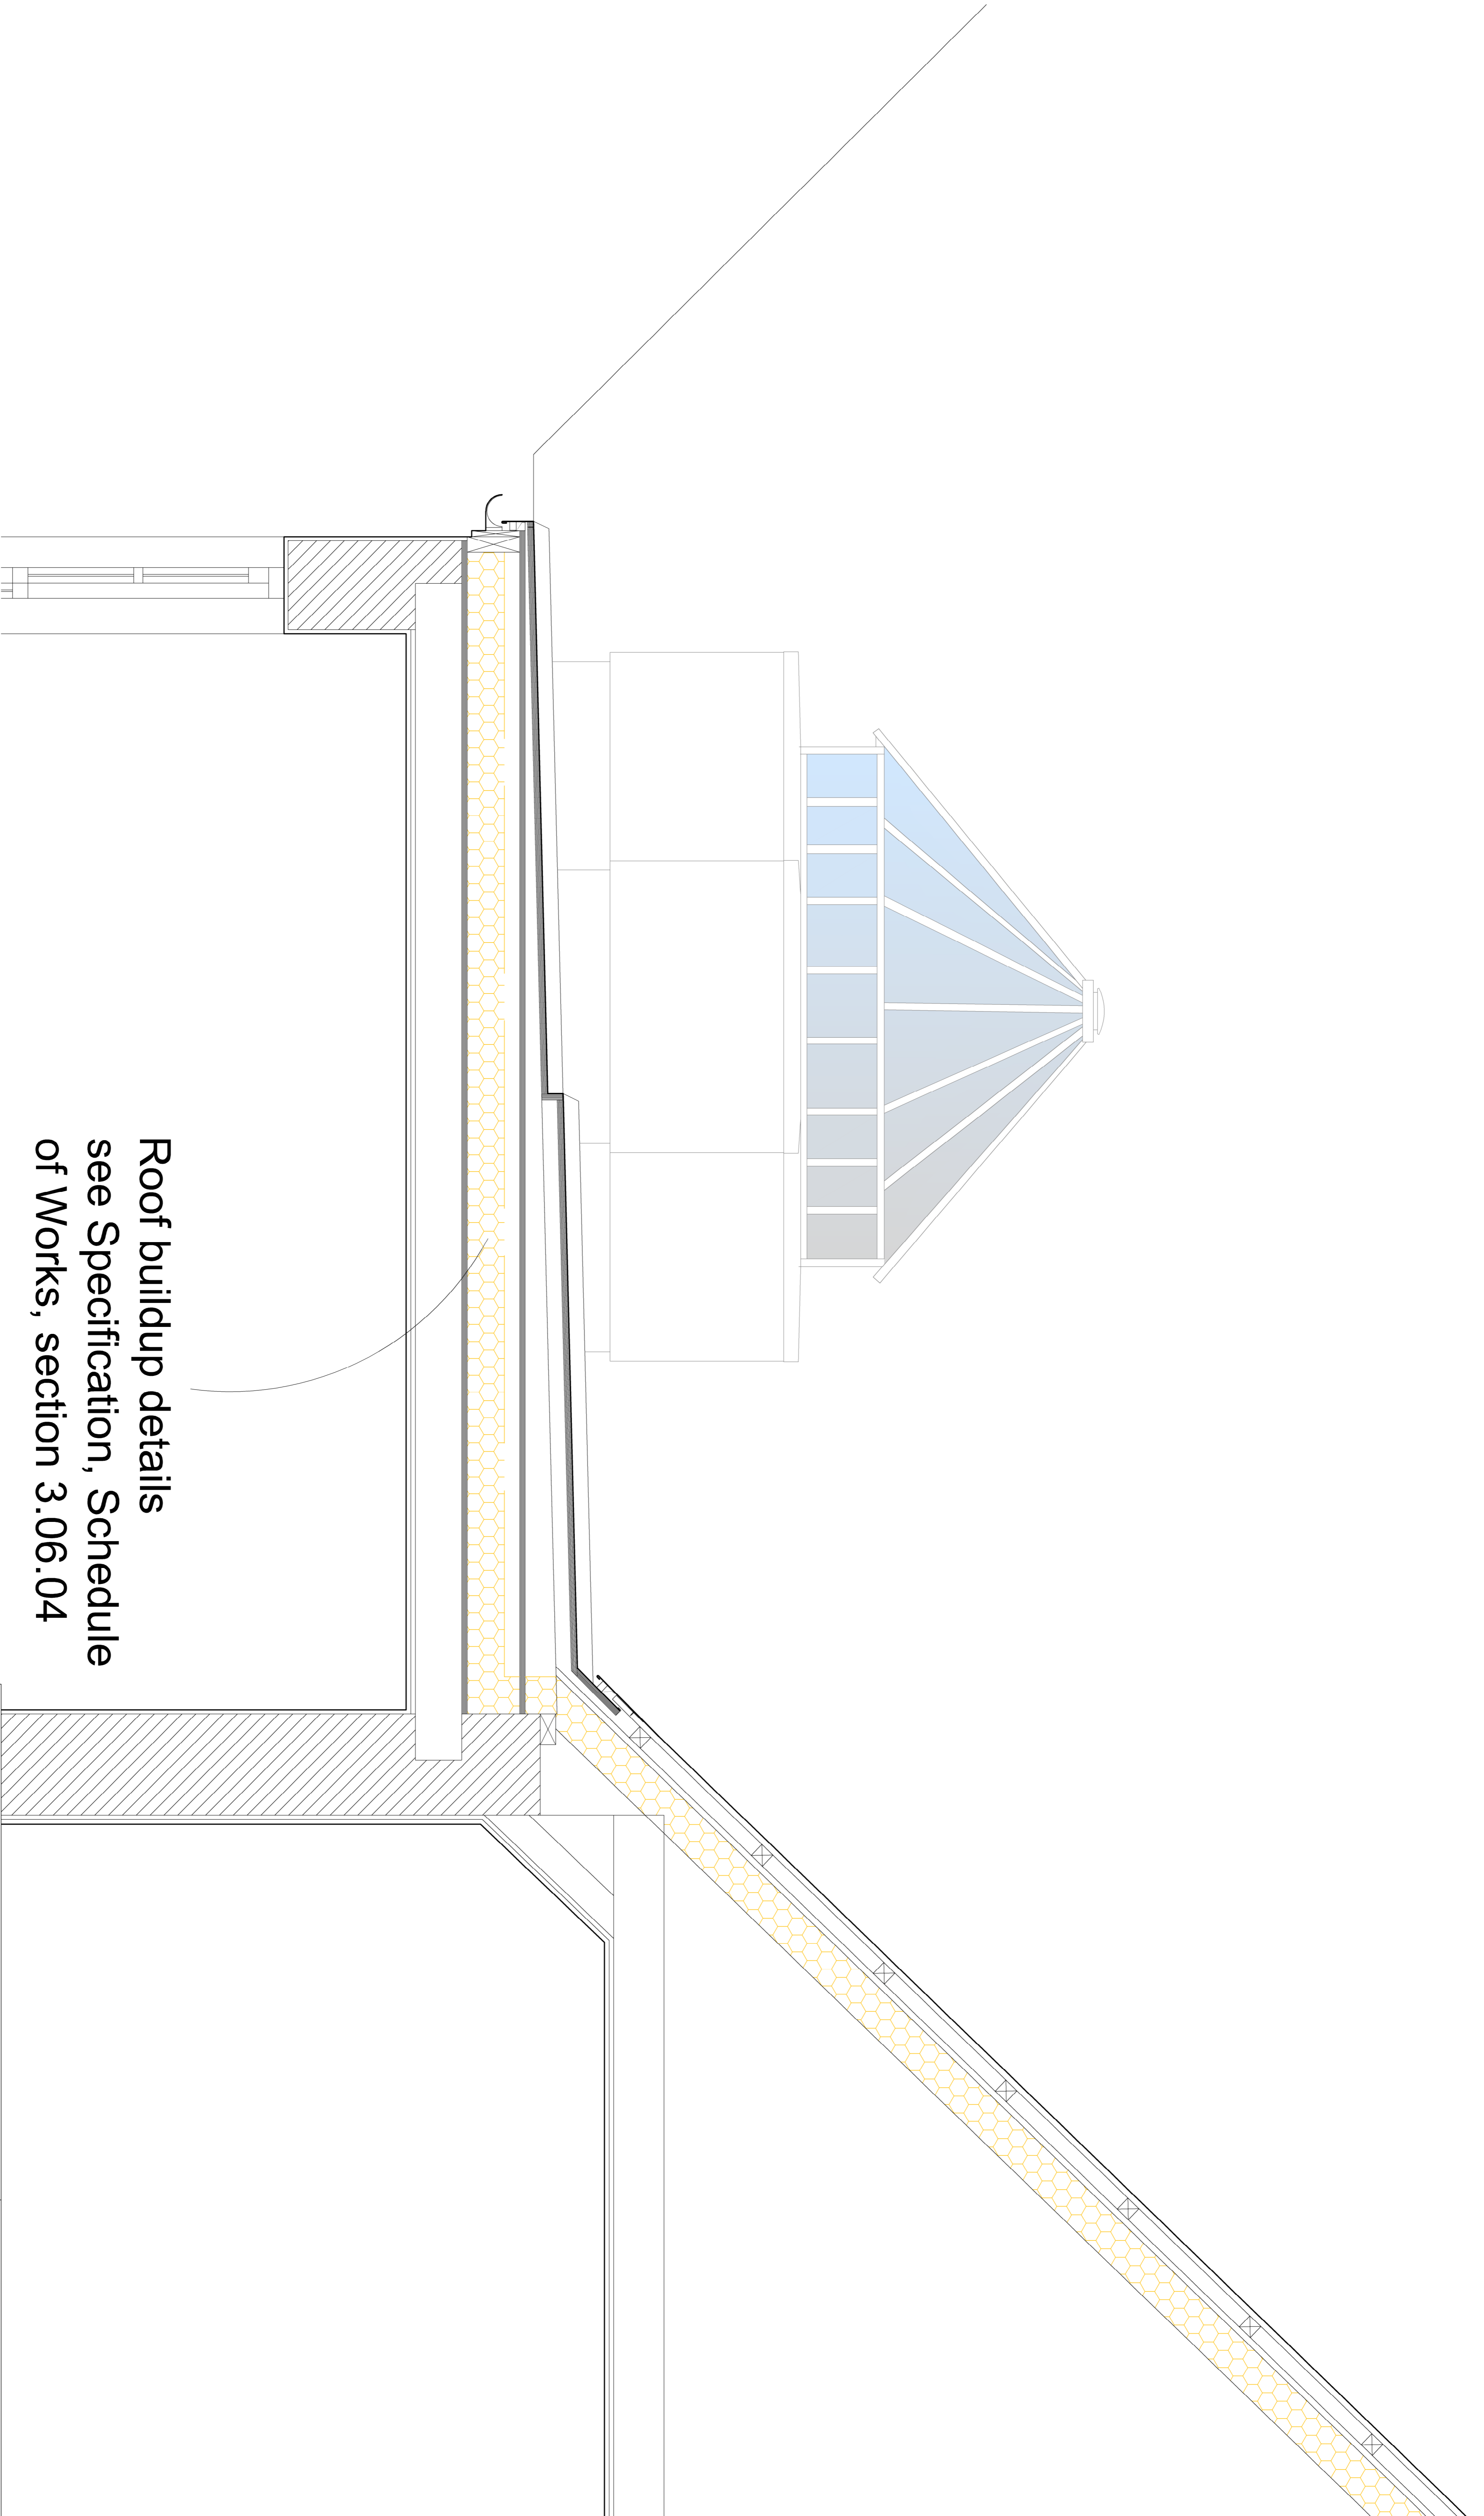 Roof buildup details
see Specification, Schedule
of Works, section 3.06.04